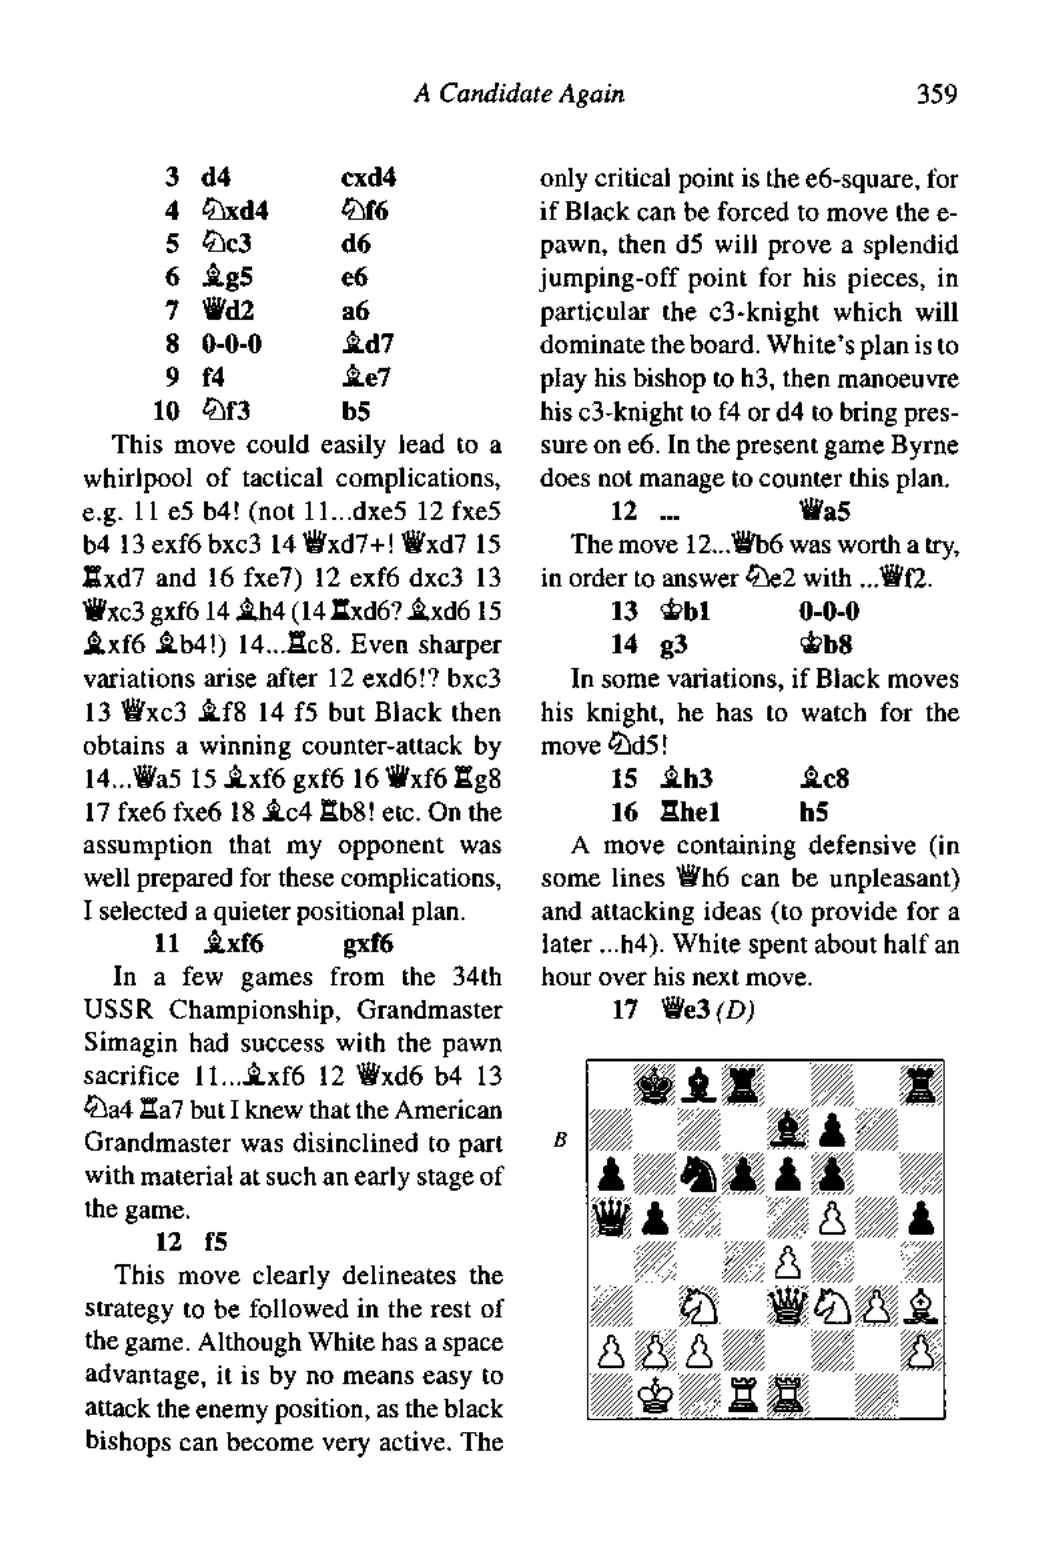 A Candidate Again 359
3 d4 cxd4
4 ♘xd4 ♘f6
5 ♘c3 d6
6 ♗g5 e6
7 ♕d2 a6
8 0-0-0 ♗d7
9 f4 ♗e7
10 ♘f3 b5
This move could easily lead to a
whirlpool of tactical complications,
e.g. 11 e5 b4! (not 11...dxe5 12 fxe5
b4 13 exf6 bxc3 14 ♕xd7+! ♕xd7 15
♖xd7 and 16 fxe7) 12 exf6 dxc3 13
♕xc3 gxf6 14 ♗h4 (14 ♖xd6? ♗xd6 15
♗xf6 ♗b4!) 14...♖c8. Even sharper
variations arise after 12 exd6!? bxc3
13 ♕xc3 ♗f8 14 f5 but Black then
obtains a winning counter-attack by
14...♕a5 15 ♗xf6 gxf6 16 ♕xf6 ♖g8
17 fxe6 fxe6 18 ♗c4 ♖b8! etc. On the
assumption that my opponent was
well prepared for these complications,
I selected a quieter positional plan.
11 ♗xf6 gxf6
In a few games from the 34th
USSR Championship, Grandmaster
Simagin had success with the pawn
sacrifice 11...♗xf6 12 ♕xd6 b4 13
♘a4 ♖a7 but I knew that the American
Grandmaster was disinclined to part
with material at such an early stage of
the game.
12 f5
This move clearly delineates the
strategy to be followed in the rest of
the game. Although White has a space
advantage, it is by no means easy to
attack the enemy position, as the black
bishops can become very active. The
only critical point is the e6-square, for
if Black can be forced to move the e-
pawn, then d5 will prove a splendid
jumping-off point for his pieces, in
particular the c3-knight which will
dominate the board. White's plan is to
play his bishop to h3, then manoeuvre
his c3-knight to f4 or d4 to bring pres-
sure on e6. In the present game Byrne
does not manage to counter this plan.
12 ... ♕a5
The move 12...♕b6 was worth a try,
in order to answer ♘e2 with ...♕f2.
13 ♔b1 0-0-0
14 g3 ♔b8
In some variations, if Black moves
his knight, he has to watch for the
move ♘d5!
15 ♗h3 ♗c8
16 ♖he1 h5
A move containing defensive (in
some lines ♕h6 can be unpleasant)
and attacking ideas (to provide for a
later ...h4). White spent about half an
hour over his next move.
17 ♕e3 (D)
B